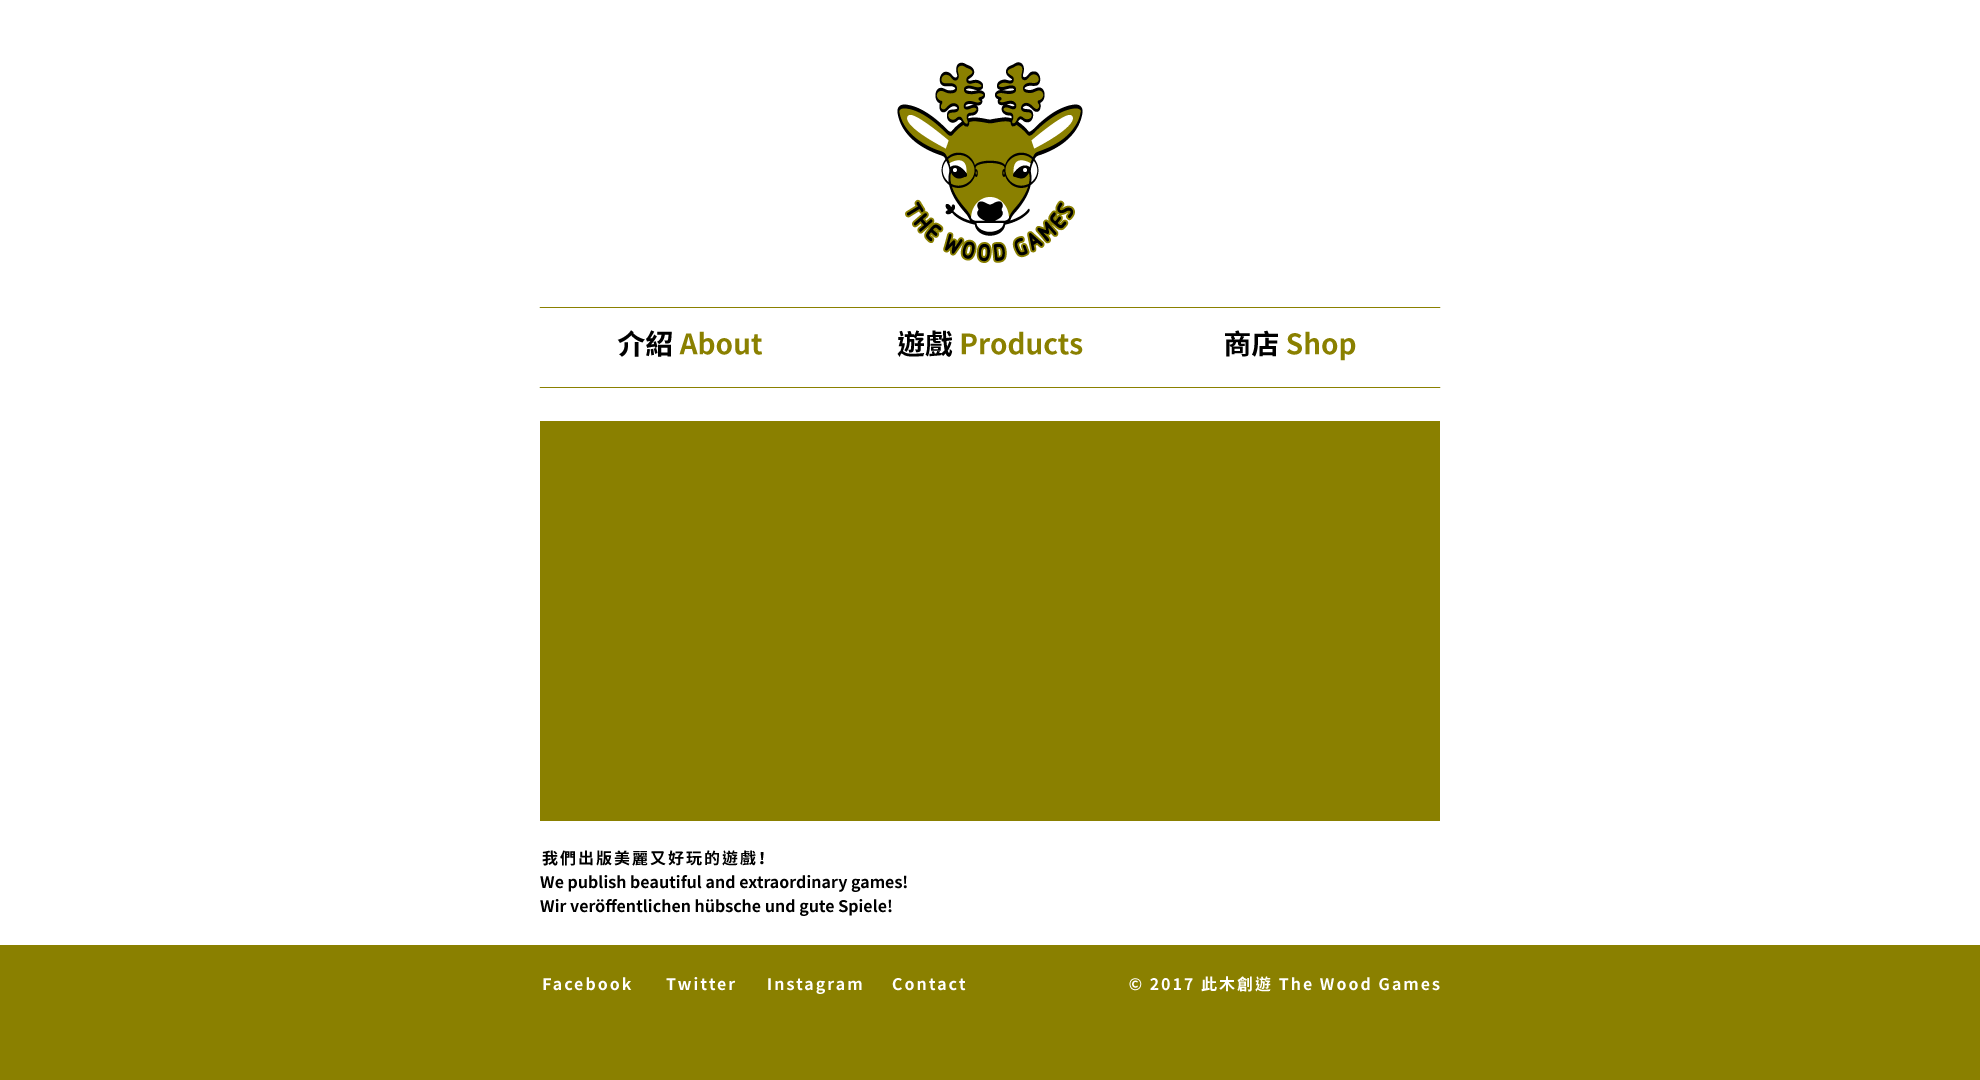 THE WOOD GAMES
介紹 About 遊戲 Products 商店 Shop
我們出版美麗又好玩的遊戲！
We publish beautiful and extraordinary games!
Wir veröffentlichen hübsche und gute Spiele!
Facebook Twitter Instagram Contact © 2017 此木創遊 The Wood Games